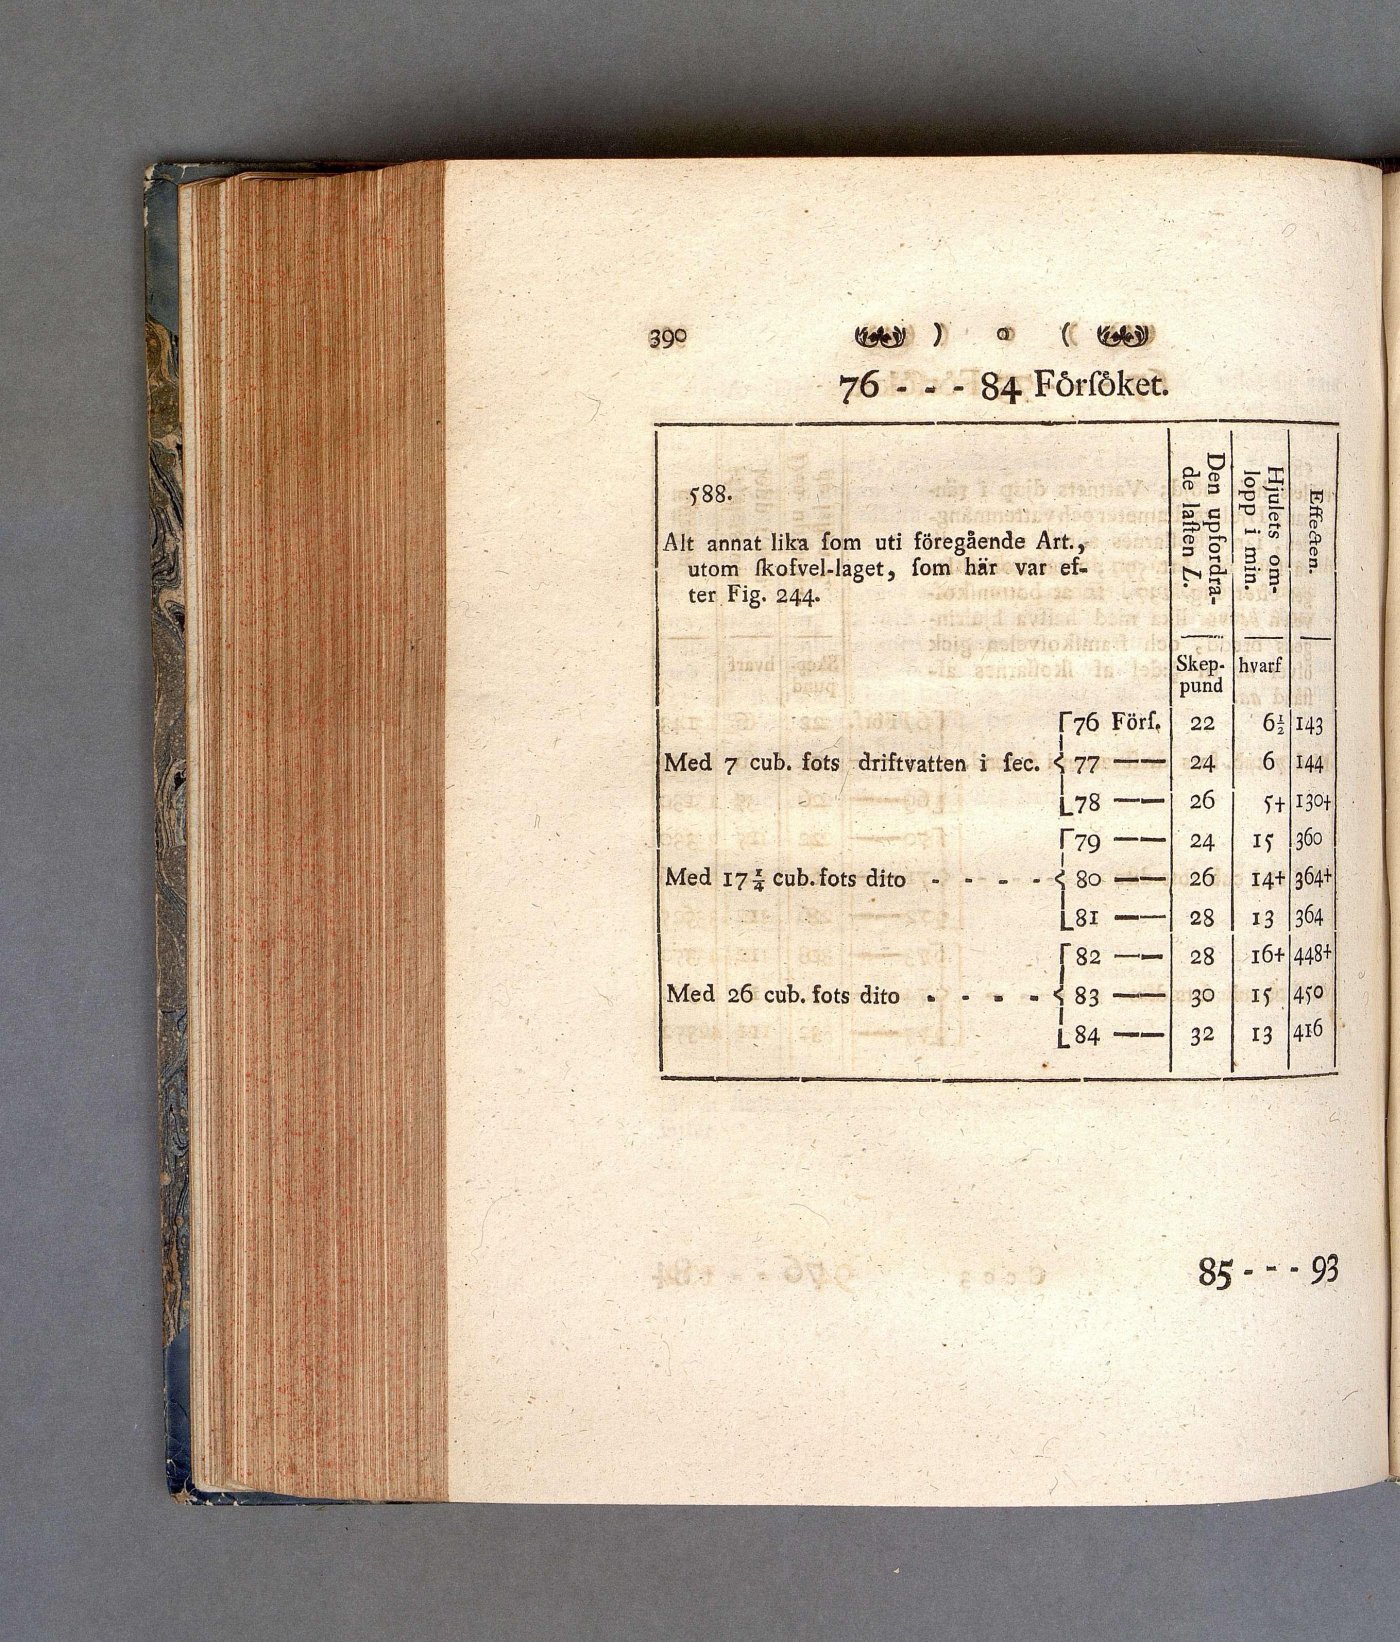 390 ) o (
76 - - - 84 Förſöket.
588.
Alt annat lika ſom uti föregående Art.,
utom ſkofvel-laget, ſom här var ef-
ter Fig. 244.
Den upfordra-
de laſten L.
Hjulets om-
lopp i min.
Effecten.
Skep- hvarf
pund
76 Förſ. 22 6½ 143
Med 7 cub. fots driftvatten i ſec. 77 —— 24 6 144
78 —— 26 5+ 130+
79 —— 24 15 360
Med 17¼ cub. fots dito - - - - 80 —— 26 14+ 364+
81 —— 28 13 364
82 —— 28 16+ 448+
Med 26 cub. fots dito - - - - 83 —— 30 15 450
84 —— 32 13 416
85 - - - 93